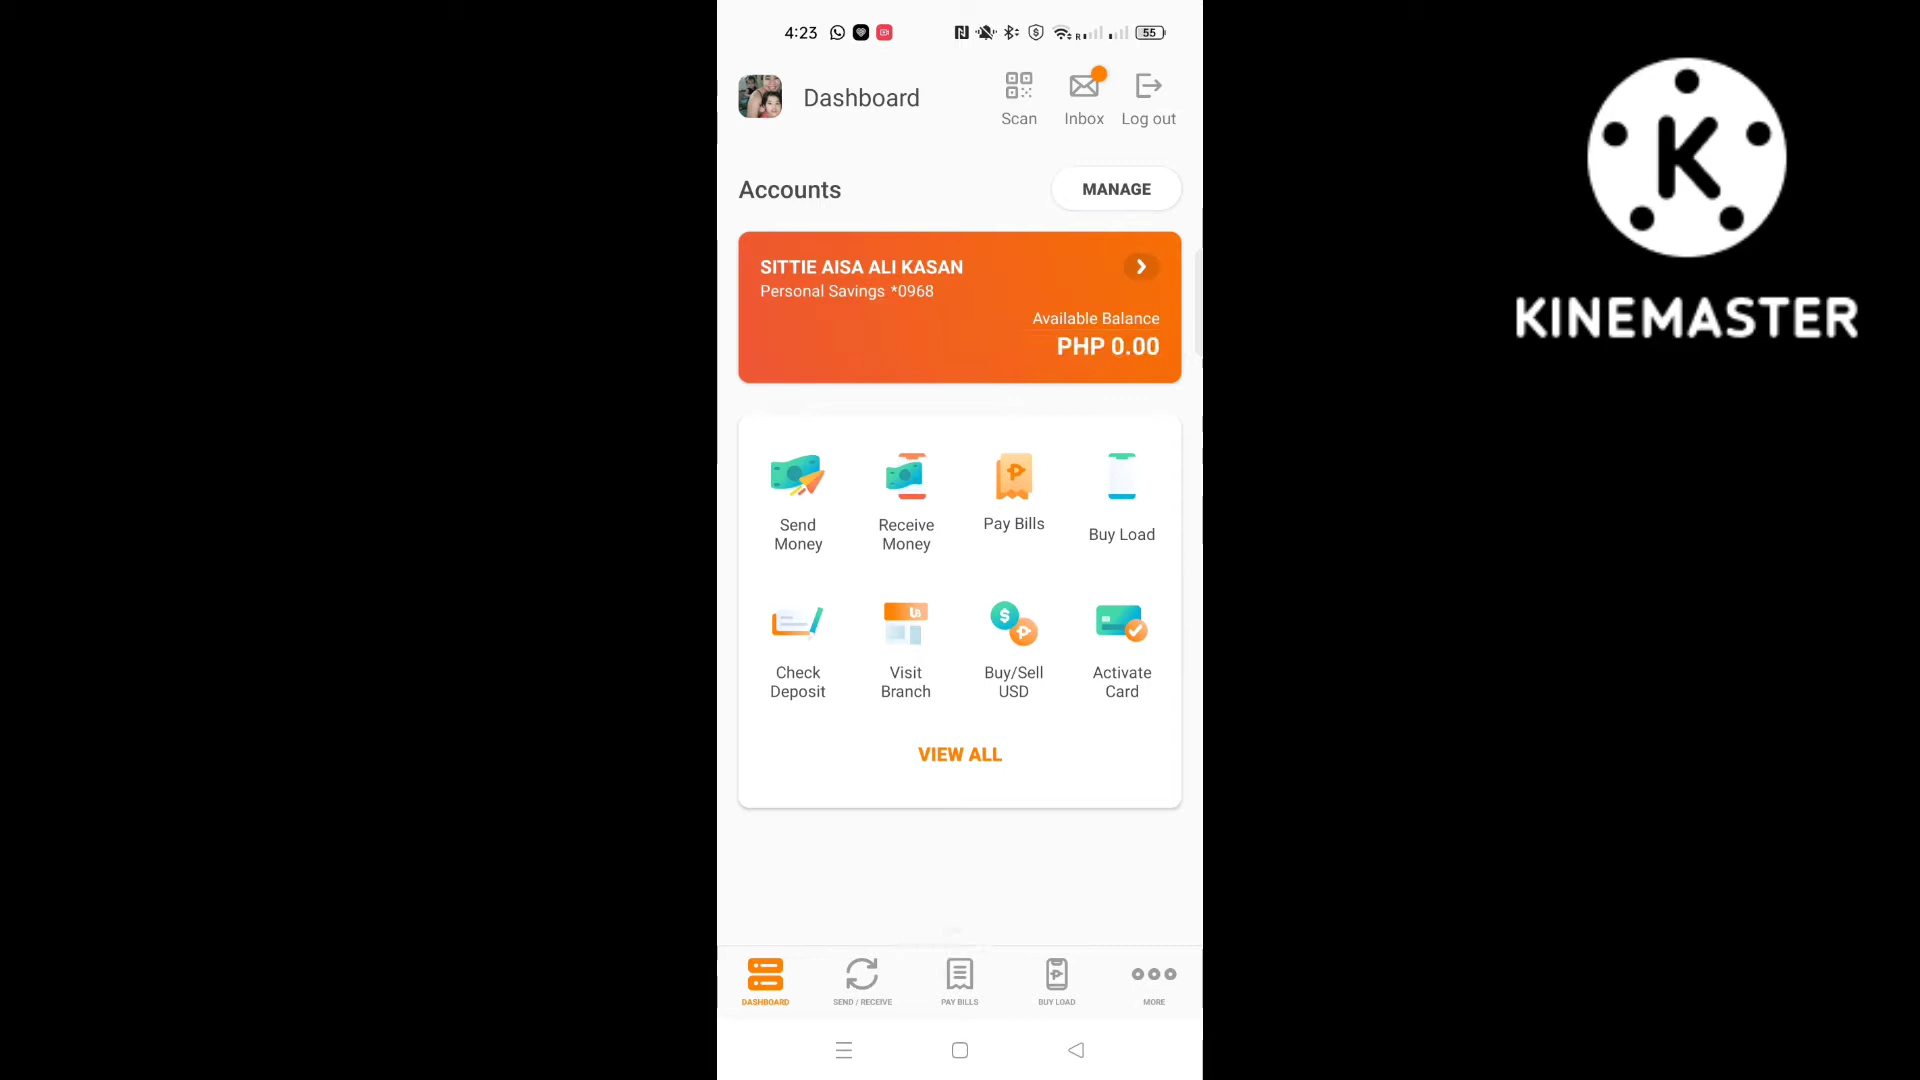 4:23
55
Dashboard
Scan
Inbox
Log out
Accounts
MANAGE
SITTIE AISA ALI KASAN
Personal Savings *0968
Available Balance
PHP 0.00
Send
Money
Receive
Money
Pay Bills
Buy Load
Check
Deposit
Visit
Branch
Buy/Sell
USD
Activate
Card
VIEW ALL
DASHBOARD
SEND / RECEIVE
PAY BILLS
BUY LOAD
MORE
K
KINEMASTER